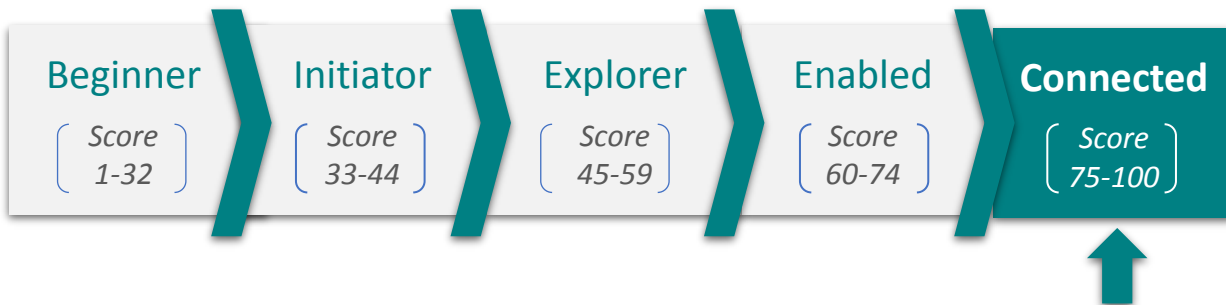 Beginner
Score
1-32
Initiator
Score
33-44
Explorer
Score
45-59
Enabled
Score
60-74
Connected
Score
75-100